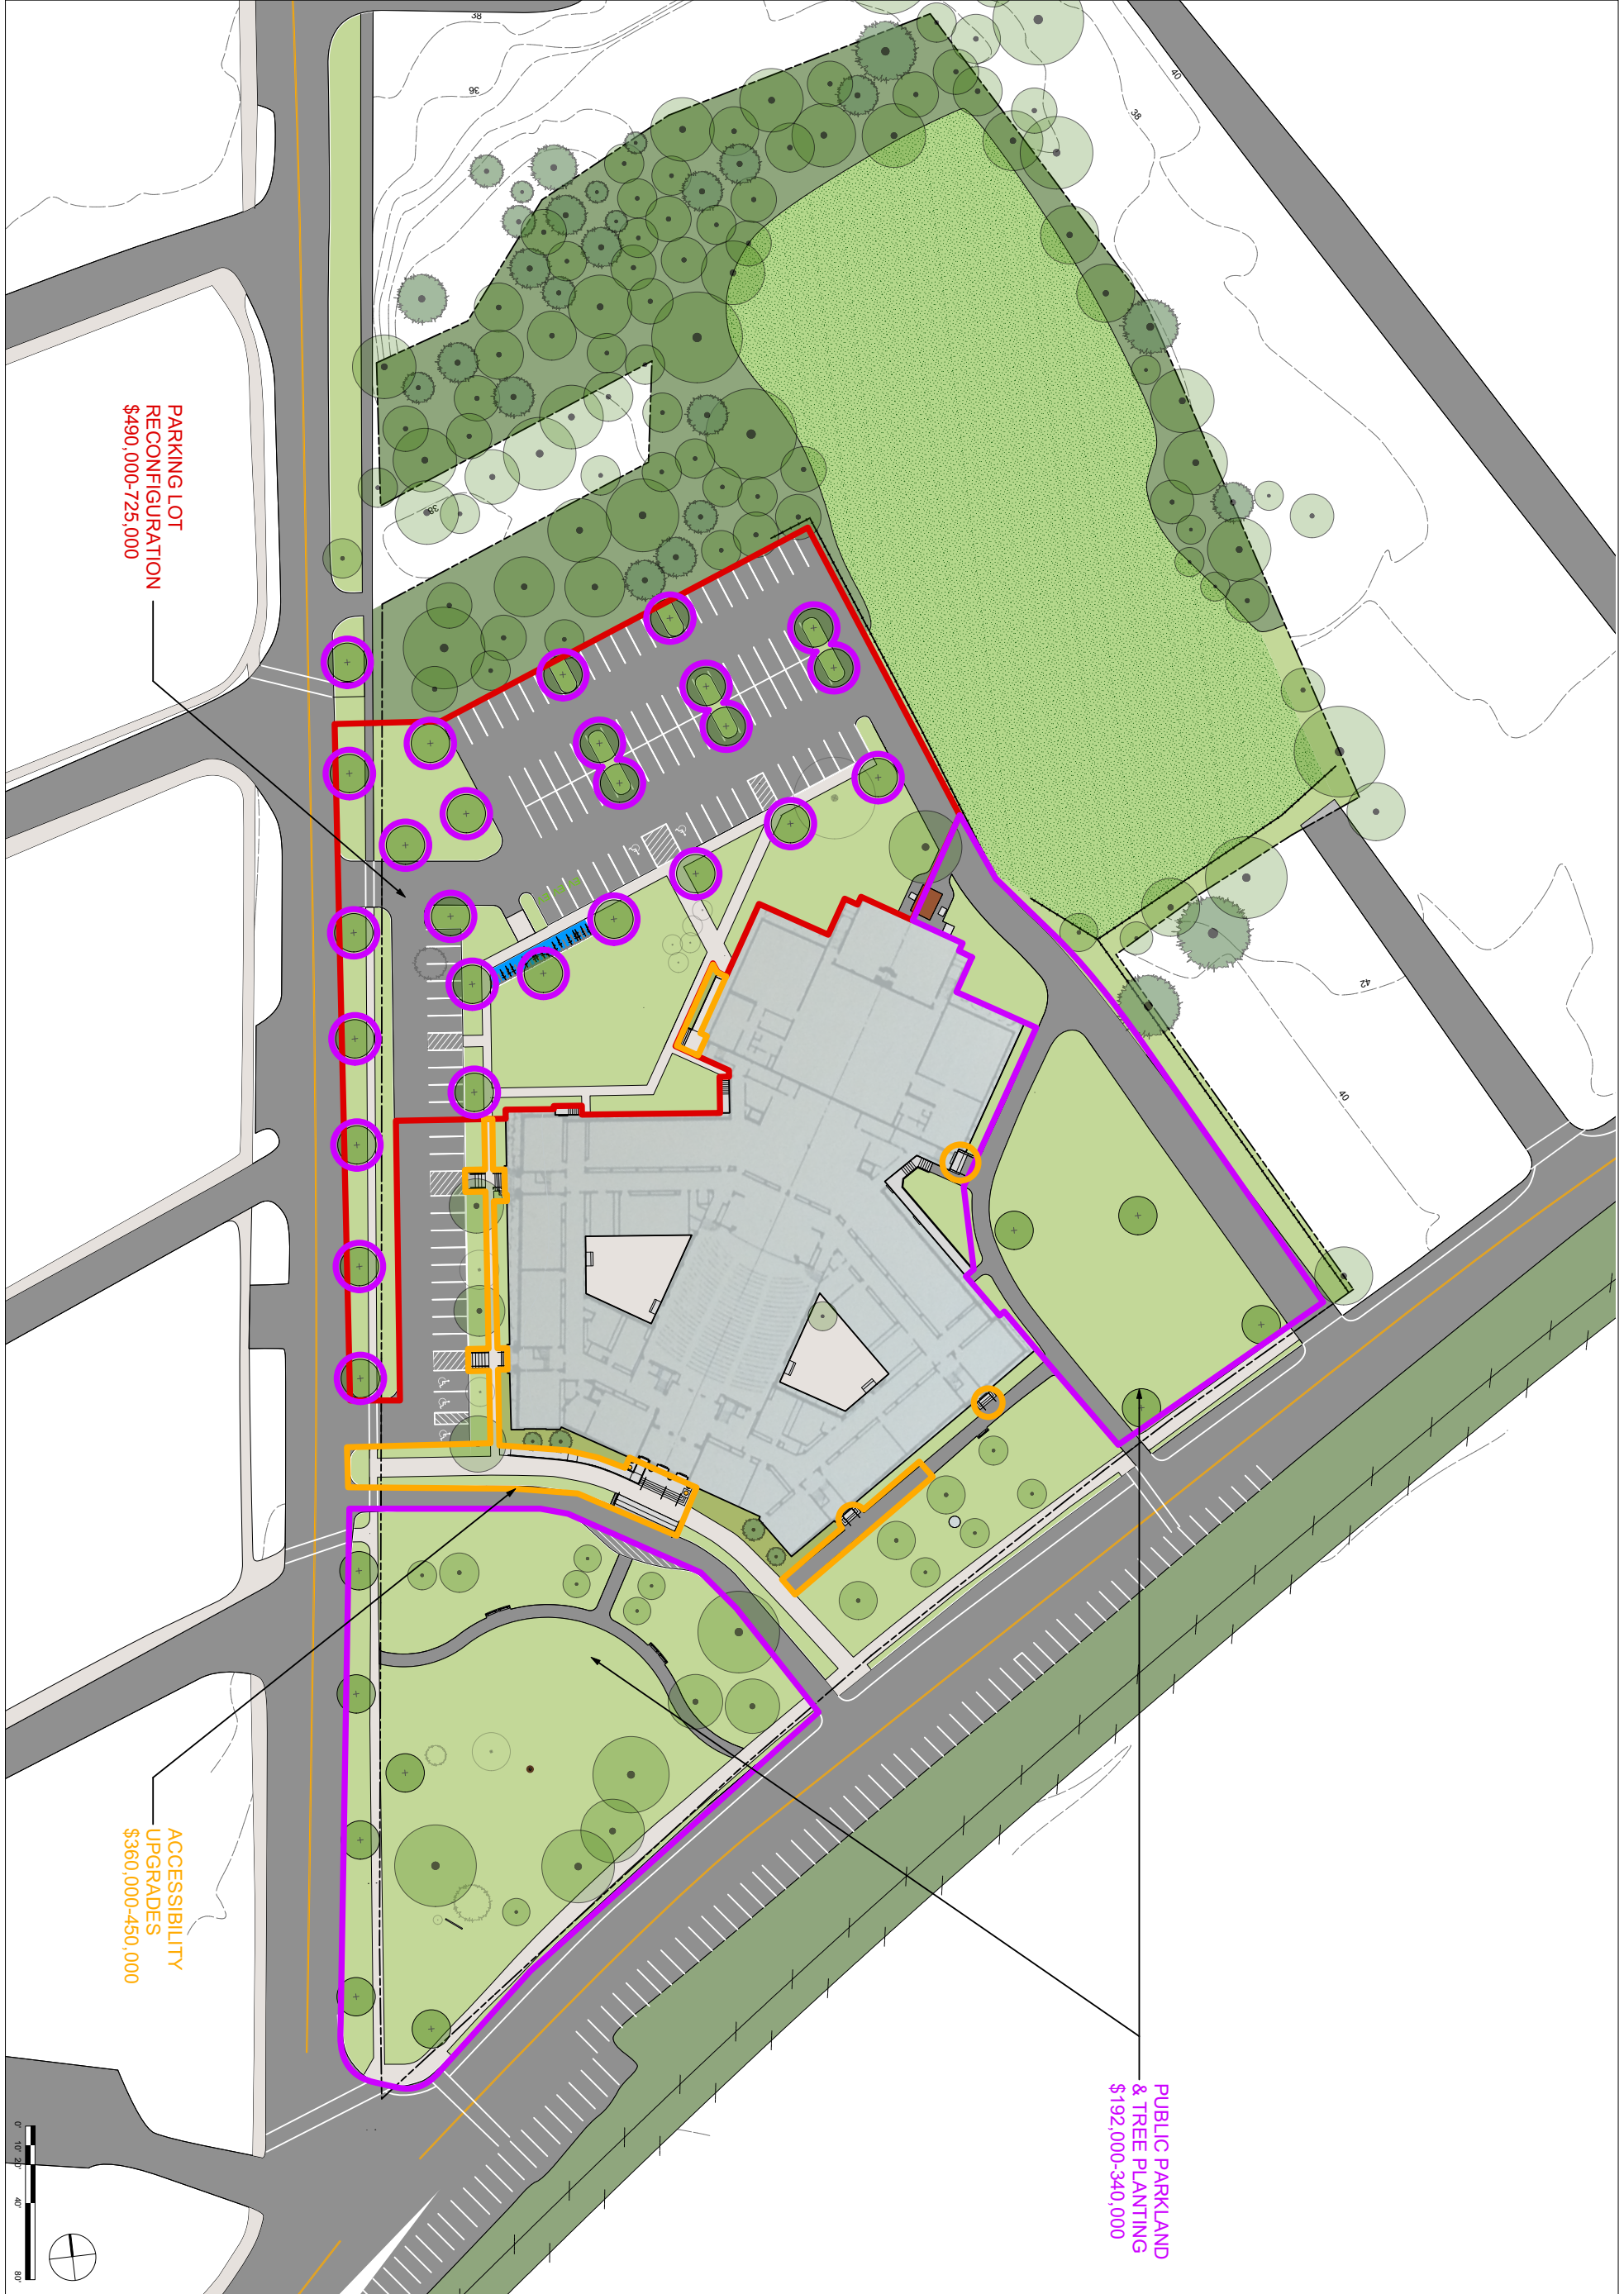 PARKING LOT
RECONFIGURATION
$490,000-725,000
ACCESSIBILITY
UPGRADES
$360,000-450,000
PUBLIC PARKLAND
& TREE PLANTING
$192,000-340,000
38
36
38
40
38
42
40
0' 10' 20' 40' 80'